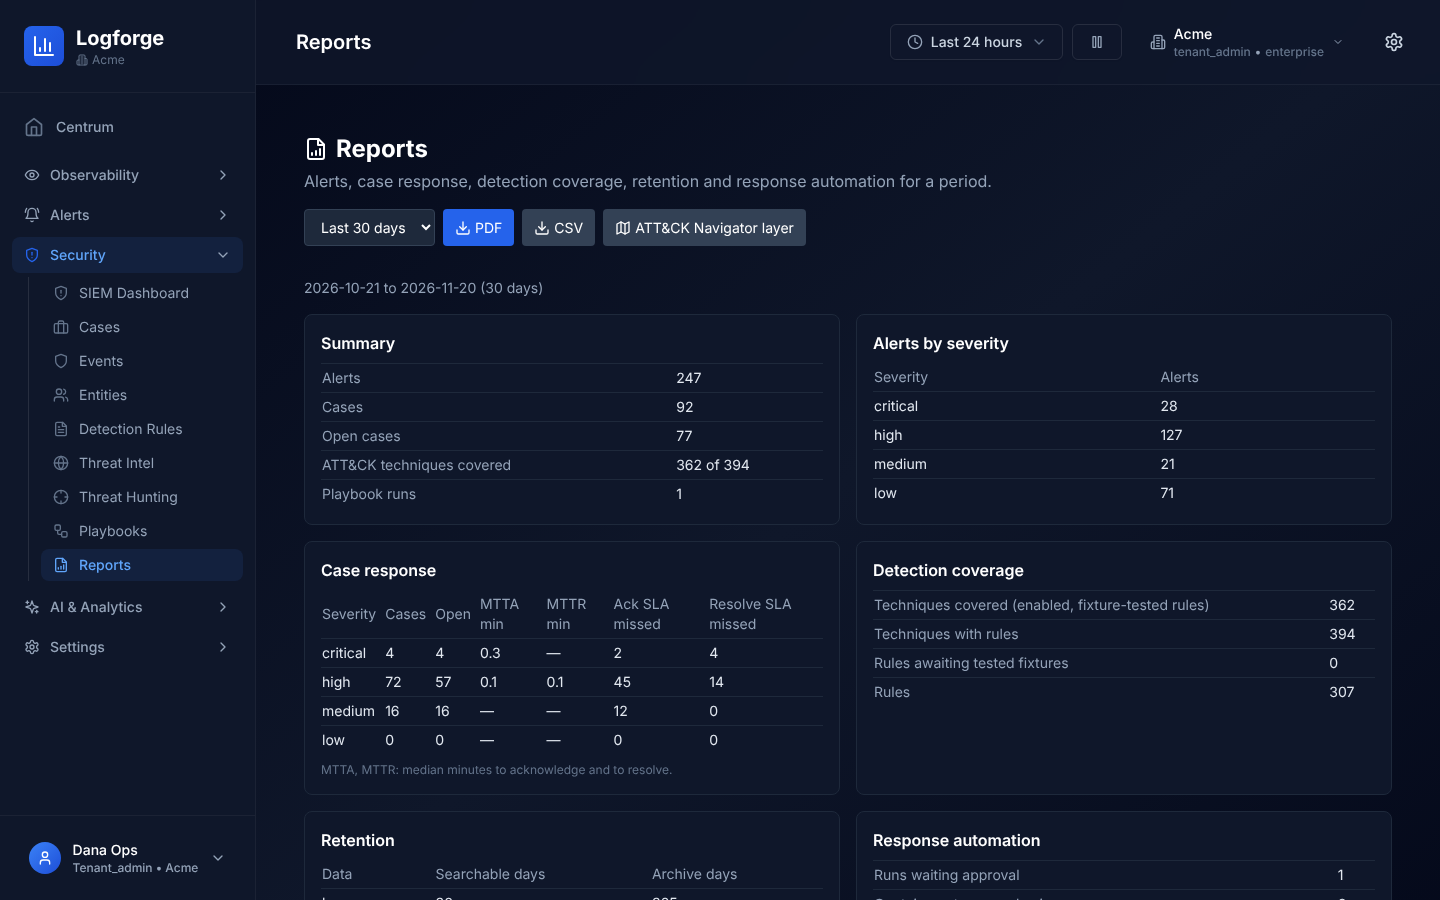 Logforge
Acme
Centrum
Observability
Alerts
Security
SIEM Dashboard
Cases
Events
Entities
Detection Rules
Threat Intel
Threat Hunting
Playbooks
Reports
AI & Analytics
Settings
Dana Ops
Tenant_admin • Acme
Reports
Last 24 hours
Acme
tenant_admin • enterprise
Reports
Alerts, case response, detection coverage, retention and response automation for a period.
Last 30 days PDF CSV ATT&CK Navigator layer
2026-10-21 to 2026-11-20 (30 days)
Summary
Alerts 247
Cases 92
Open cases 77
ATT&CK techniques covered 362 of 394
Playbook runs 1
Alerts by severity
Severity Alerts
critical 28
high 127
medium 21
low 71
Case response
Severity Cases Open MTTA min MTTR min Ack SLA missed Resolve SLA missed
critical 4 4 0.3 — 2 4
high 72 57 0.1 0.1 45 14
medium 16 16 — — 12 0
low 0 0 — — 0 0
MTTA, MTTR: median minutes to acknowledge and to resolve.
Detection coverage
Techniques covered (enabled, fixture-tested rules) 362
Techniques with rules 394
Rules awaiting tested fixtures 0
Rules 307
Retention
Data Searchable days Archive days
Response automation
Runs waiting approval 1